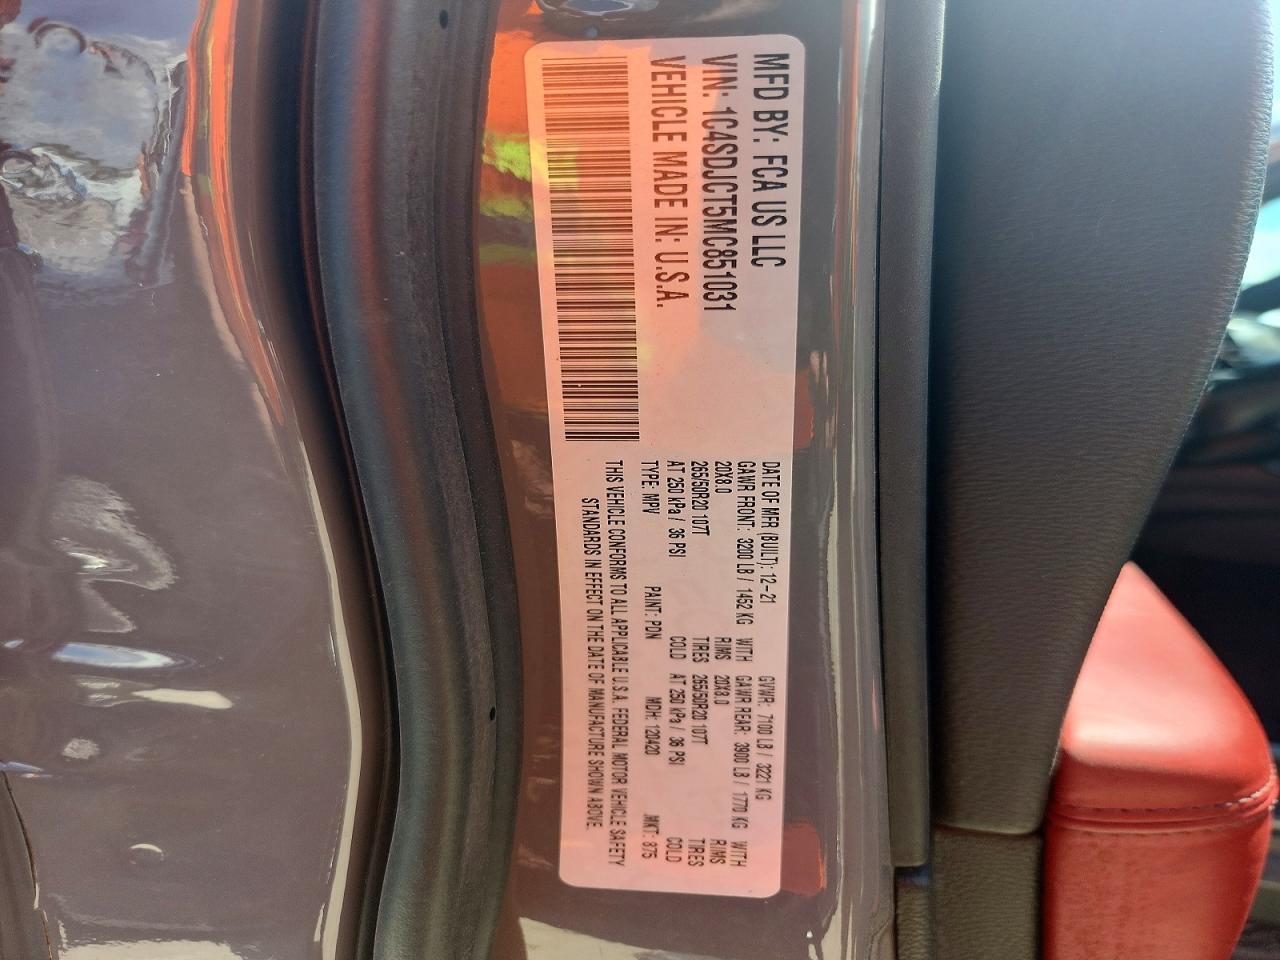 MFD BY: FCA US LLC
VIN: 1C4SDJCT5MC851031
VEHICLE MADE IN: U.S.A.
DATE OF MFR (BUILT): 12-21 GVWR: 7100 LB / 3221 KG
GAWR FRONT: 3200 LB / 1452 KG WITH GAWR REAR: 3900 LB / 1770 KG WITH
20X8.0 RIMS 20X8.0 RIMS
265/50R20 107T TIRES 265/50R20 107T TIRES
AT 250 kPa / 36 PSI COLD AT 250 kPa / 36 PSI COLD
TYPE: MPV PAINT: PDN MDH: 120420 MKT: 875
THIS VEHICLE CONFORMS TO ALL APPLICABLE U.S.A. FEDERAL MOTOR VEHICLE SAFETY
STANDARDS IN EFFECT ON THE DATE OF MANUFACTURE SHOWN ABOVE.